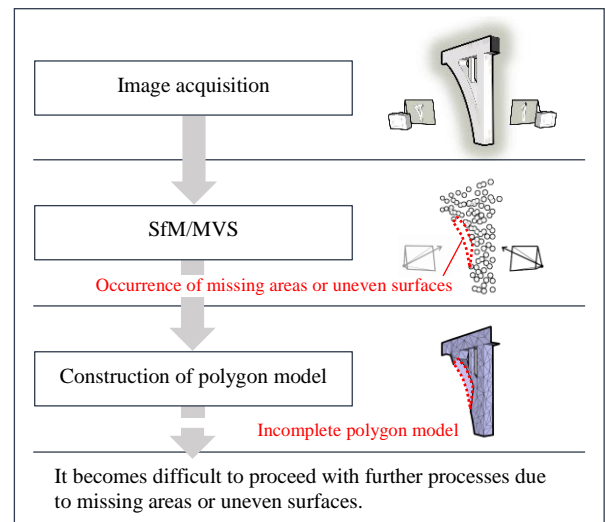 Image acquisition
SfM/MVS
Occurrence of missing areas or uneven surfaces
Construction of polygon model
Incomplete polygon model
It becomes difficult to proceed with further processes due
to missing areas or uneven surfaces.